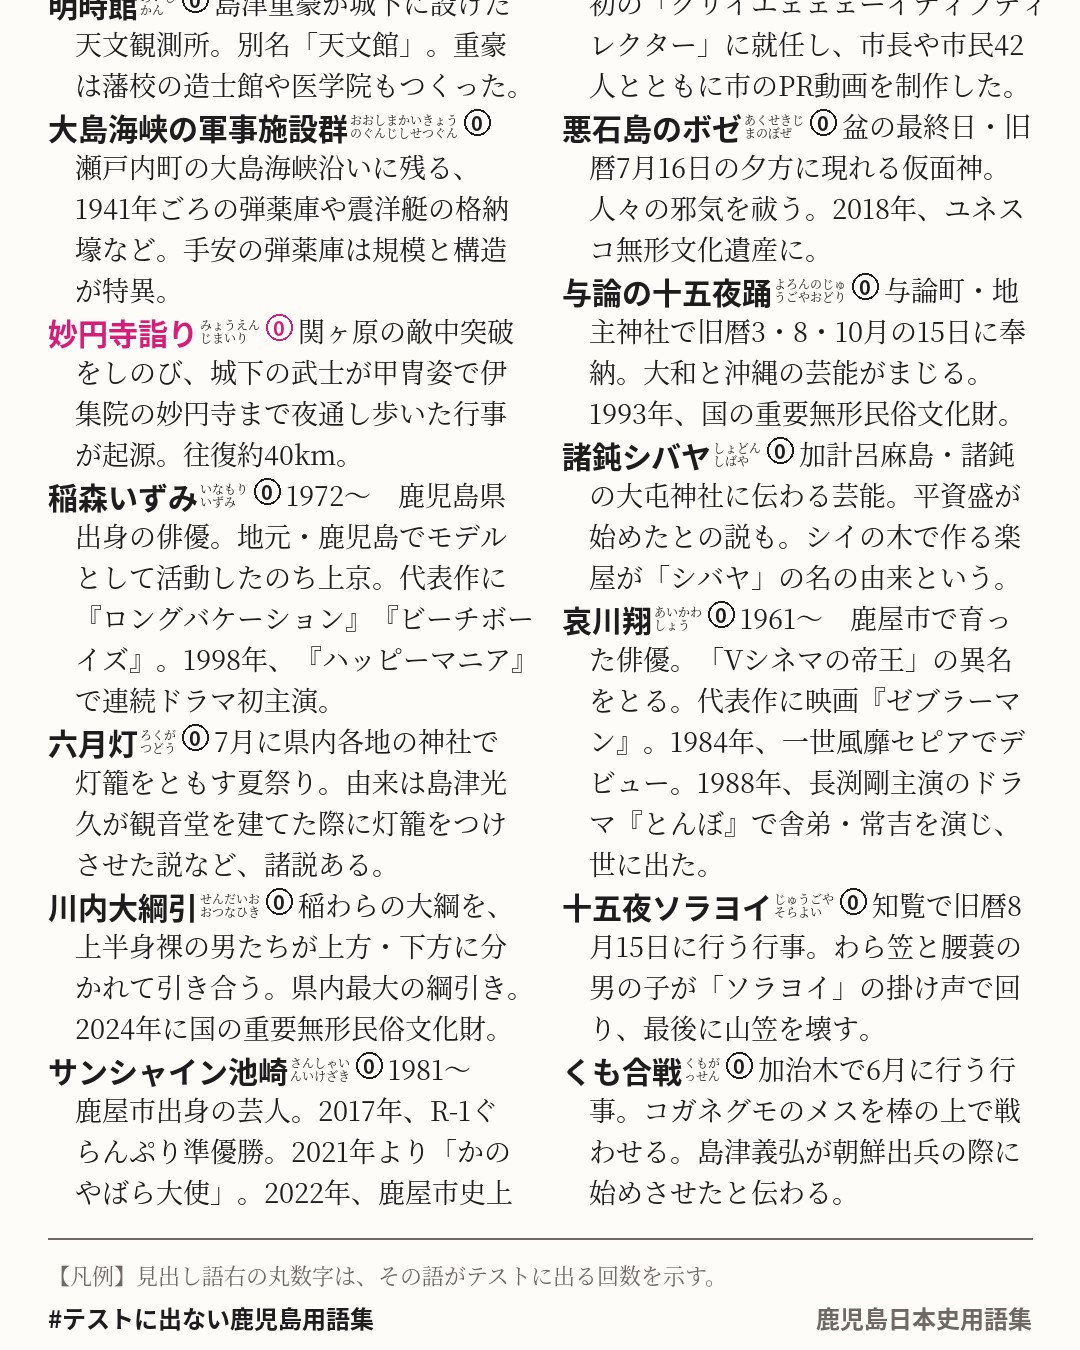 明時館 ⓪ 島津重豪が城下に設けた
天文観測所。別名「天文館」。重豪
は藩校の造士館や医学院もつくった。
大島海峡の軍事施設群 おおしまかいきょうのぐんじしせつぐん ⓪
瀬戸内町の大島海峡沿いに残る、
1941年ごろの弾薬庫や震洋艇の格納
壕など。手安の弾薬庫は規模と構造
が特異。
妙円寺詣り みょうえんじまいり ⓪ 関ヶ原の敵中突破
をしのび、城下の武士が甲冑姿で伊
集院の妙円寺まで夜通し歩いた行事
が起源。往復約40km。
稲森いずみ いなもりいずみ ⓪ 1972〜 鹿児島県
出身の俳優。地元・鹿児島でモデル
として活動したのち上京。代表作に
『ロングバケーション』『ビーチボー
イズ』。1998年、『ハッピーマニア』
で連続ドラマ初主演。
六月灯 ろくがつどう ⓪ 7月に県内各地の神社で
灯籠をともす夏祭り。由来は島津光
久が観音堂を建てた際に灯籠をつけ
させた説など、諸説ある。
川内大綱引 せんだいおおつなひき ⓪ 稲わらの大綱を、
上半身裸の男たちが上方・下方に分
かれて引き合う。県内最大の綱引き。
2024年に国の重要無形民俗文化財。
サンシャイン池崎 さんしゃいんいけざき ⓪ 1981〜
鹿屋市出身の芸人。2017年、R-1ぐ
らんぷり準優勝。2021年より「かの
やばら大使」。2022年、鹿屋市史上
初の「クリイエェェェーイティブディ
レクター」に就任し、市長や市民42
人とともに市のPR動画を制作した。
悪石島のボゼ あくせきじまのぼぜ ⓪ 盆の最終日・旧
暦7月16日の夕方に現れる仮面神。
人々の邪気を祓う。2018年、ユネス
コ無形文化遺産に。
与論の十五夜踊 よろんのじゅうごやおどり ⓪ 与論町・地
主神社で旧暦3・8・10月の15日に奉
納。大和と沖縄の芸能がまじる。
1993年、国の重要無形民俗文化財。
諸鈍シバヤ しょどんしばや ⓪ 加計呂麻島・諸鈍
の大屯神社に伝わる芸能。平資盛が
始めたとの説も。シイの木で作る楽
屋が「シバヤ」の名の由来という。
哀川翔 あいかわしょう ⓪ 1961〜 鹿屋市で育っ
た俳優。「Vシネマの帝王」の異名
をとる。代表作に映画『ゼブラーマ
ン』。1984年、一世風靡セピアでデ
ビュー。1988年、長渕剛主演のドラ
マ『とんぼ』で舎弟・常吉を演じ、
世に出た。
十五夜ソラヨイ じゅうごやそらよい ⓪ 知覧で旧暦8
月15日に行う行事。わら笠と腰蓑の
男の子が「ソラヨイ」の掛け声で回
り、最後に山笠を壊す。
くも合戦 くもがっせん ⓪ 加治木で6月に行う行
事。コガネグモのメスを棒の上で戦
わせる。島津義弘が朝鮮出兵の際に
始めさせたと伝わる。
【凡例】見出し語右の丸数字は、その語がテストに出る回数を示す。
#テストに出ない鹿児島用語集
鹿児島日本史用語集